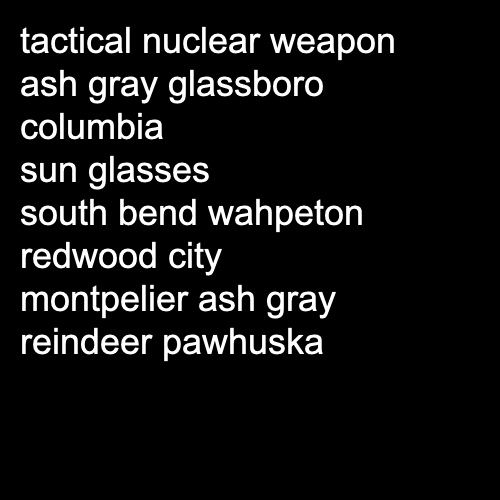 tactical nuclear weapon
ash gray glassboro
columbia
sun glasses
south bend wahpeton
redwood city
montpelier ash gray
reindeer pawhuska